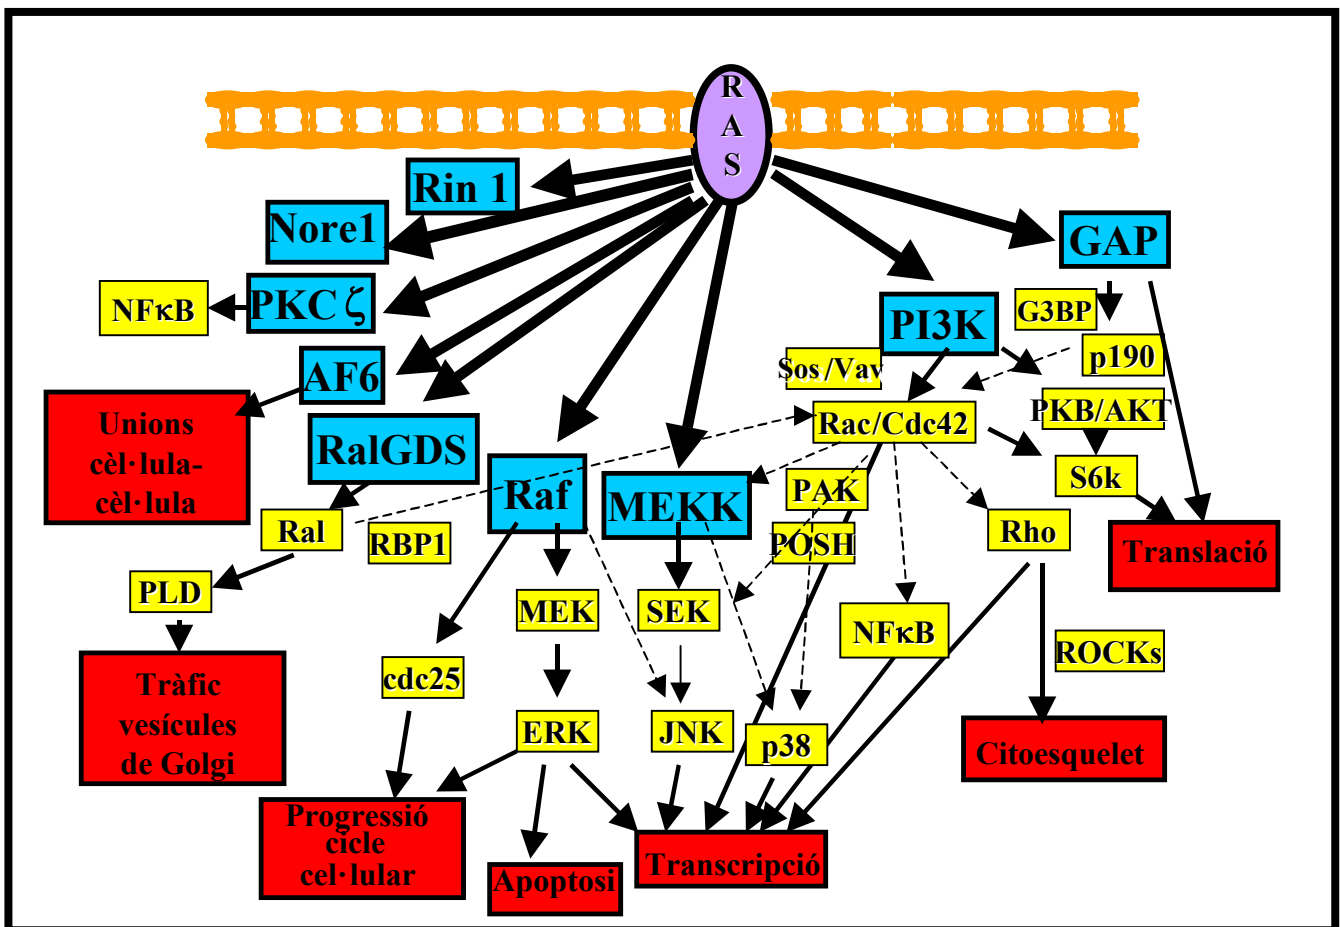 R
A
S
Rin 1
Nore1
GAP
PKC ζ
NFκB
G3BP
PI3K
p190
AF6
Sos/Vav
PKB/AKT
Unions
cèl·lula-
cèl·lula
Rac/Cdc42
RalGDS
S6k
Raf
MEKK
PAK
Ral
RBP1
POSH
Rho
Translació
PLD
MEK
SEK
NFκB
ROCKs
Tràfic
vesícules
de Golgi
cdc25
ERK
JNK
p38
Citoesquelet
Progressió
cicle
cel·lular
Apoptosi
Transcripció